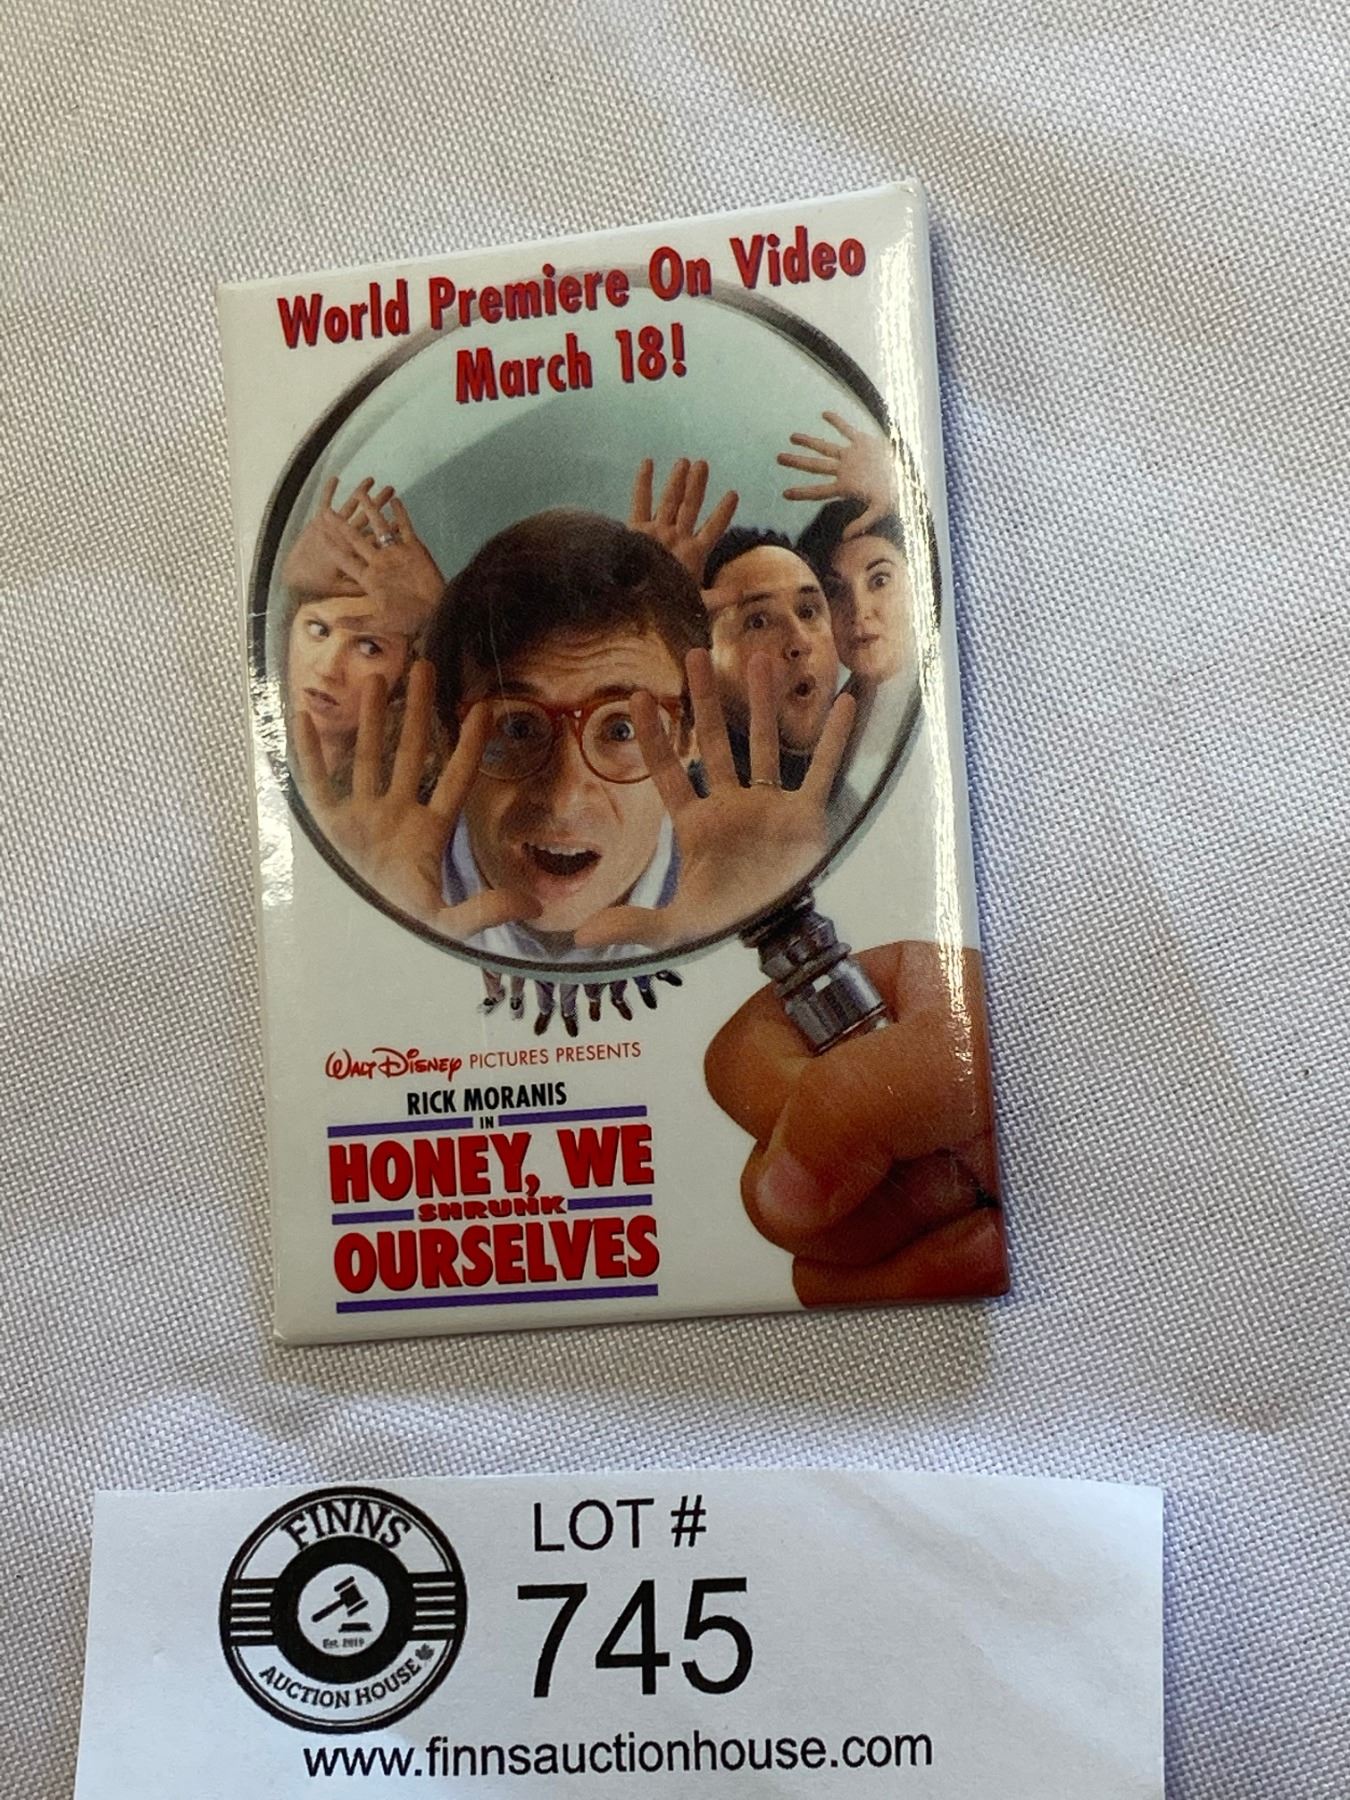 World Premiere On Video
March 18!
WALT DISNEY PICTURES PRESENTS
RICK MORANIS
IN
HONEY, WE
SHRUNK
OURSELVES
FINNS
Est. 2019
AUCTION HOUSE
LOT #
745
www.finnsauctionhouse.com